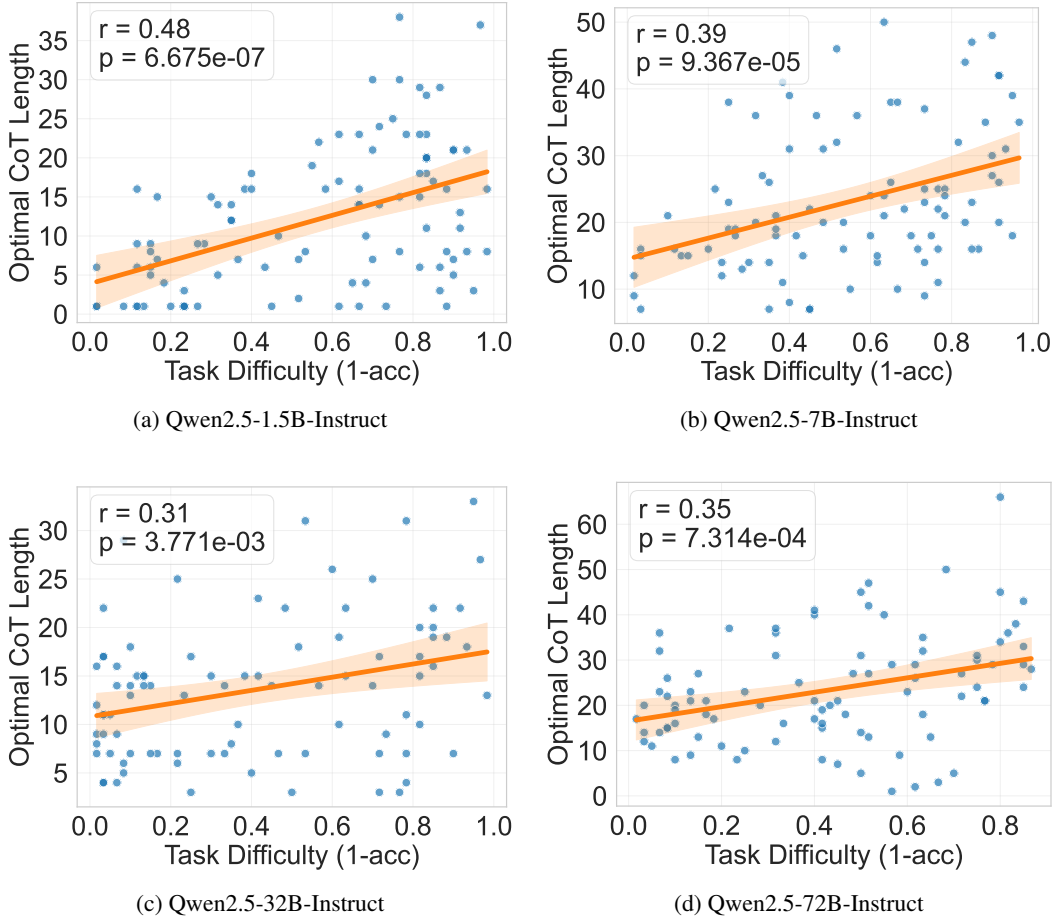 r = 0.48
p = 6.675e-07
Optimal CoT Length
35
30
25
20
15
10
5
0
0.0 0.2 0.4 0.6 0.8 1.0
Task Difficulty (1-acc)
(a) Qwen2.5-1.5B-Instruct
r = 0.39
p = 9.367e-05
Optimal CoT Length
50
40
30
20
10
0.0 0.2 0.4 0.6 0.8 1.0
Task Difficulty (1-acc)
(b) Qwen2.5-7B-Instruct
r = 0.31
p = 3.771e-03
Optimal CoT Length
30
25
20
15
10
5
0.0 0.2 0.4 0.6 0.8 1.0
Task Difficulty (1-acc)
(c) Qwen2.5-32B-Instruct
r = 0.35
p = 7.314e-04
Optimal CoT Length
60
50
40
30
20
10
0
0.0 0.2 0.4 0.6 0.8
Task Difficulty (1-acc)
(d) Qwen2.5-72B-Instruct